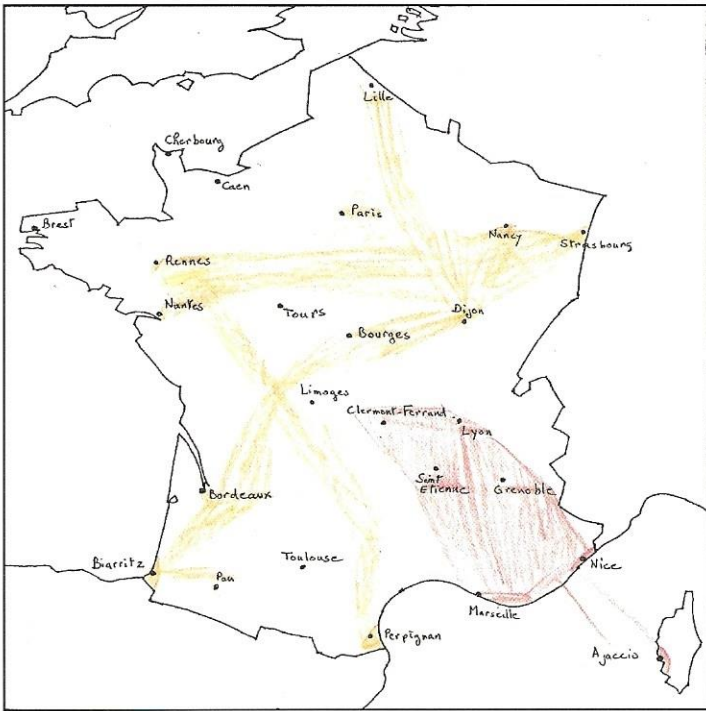 Lille
Cherbourg
Caen
Paris
Brest
Nancy
Strasbourg
Rennes
Nantes
Tours
Dijon
Bourges
Limoges
Clermont-Ferrand
Lyon
Saint
Etienne
Grenoble
Bordeaux
Biarritz
Toulouse
Pau
Nice
Marseille
Perpignan
Ajaccio